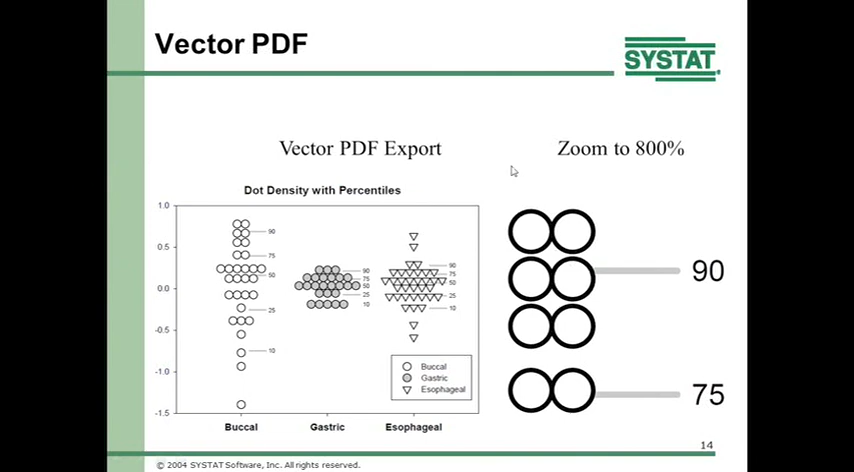 Vector PDF
SYSTAT
Vector PDF Export
Zoom to 800%
Dot Density with Percentiles
1.0
0.5
0.0
-0.5
-1.0
-1.5
90
75
50
25
10
90
75
50
25
10
90
75
50
25
10
Buccal
Gastric
Esophageal
Buccal
Gastric
Esophageal
90
75
14
© 2004 SYSTAT Software, Inc. All rights reserved.